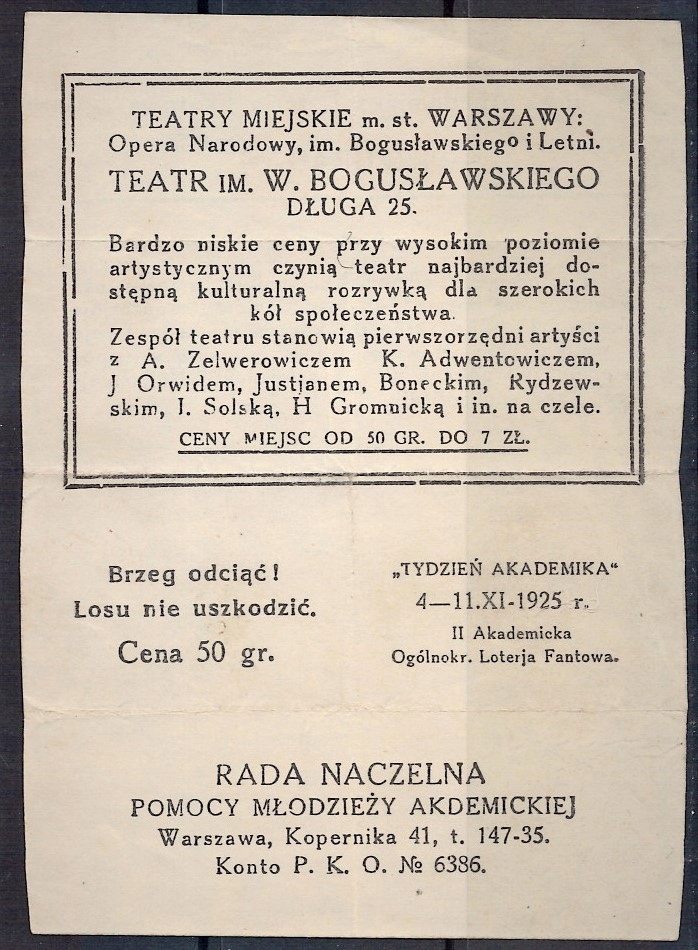 TEATRY MIEJSKIE m. st. WARSZAWY:
Opera Narodowy, im. Bogusławskiego i Letni.
TEATR IM. W. BOGUSŁAWSKIEGO
DŁUGA 25.
Bardzo niskie ceny przy wysokim poziomie
artystycznym czynią teatr najbardziej do-
stępną kulturalną rozrywką dla szerokich
kół społeczeństwa.
Zespół teatru stanowią pierwszorzędni artyści
z A. Zelwerowiczem K. Adwentowiczem,
J Orwidem, Justjanem, Boneckim, Rydzew-
skim, I. Solską, H Gromnicką i in. na czele.
CENY MIEJSC OD 50 GR. DO 7 ZŁ.
Brzeg odciąć!
Losu nie uszkodzić.
Cena 50 gr.
„TYDZIEŃ AKADEMIKA"
4—11.XI-1925 r.
II Akademicka
Ogólnokr. Loterja Fantowa.
RADA NACZELNA
POMOCY MŁODZIEŻY AKDEMICKIEJ
Warszawa, Kopernika 41, t. 147-35.
Konto P. K. O. № 6386.